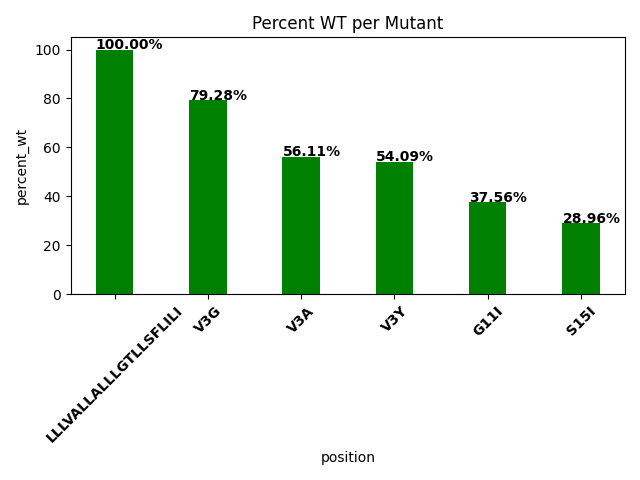 Percent WT per Mutant
percent_wt
100
80
60
40
20
0
100.00%
79.28%
56.11%
54.09%
37.56%
28.96%
LLLVALLALLLGTLLSFLILI
V3G
V3A
V3Y
G11I
S15I
position